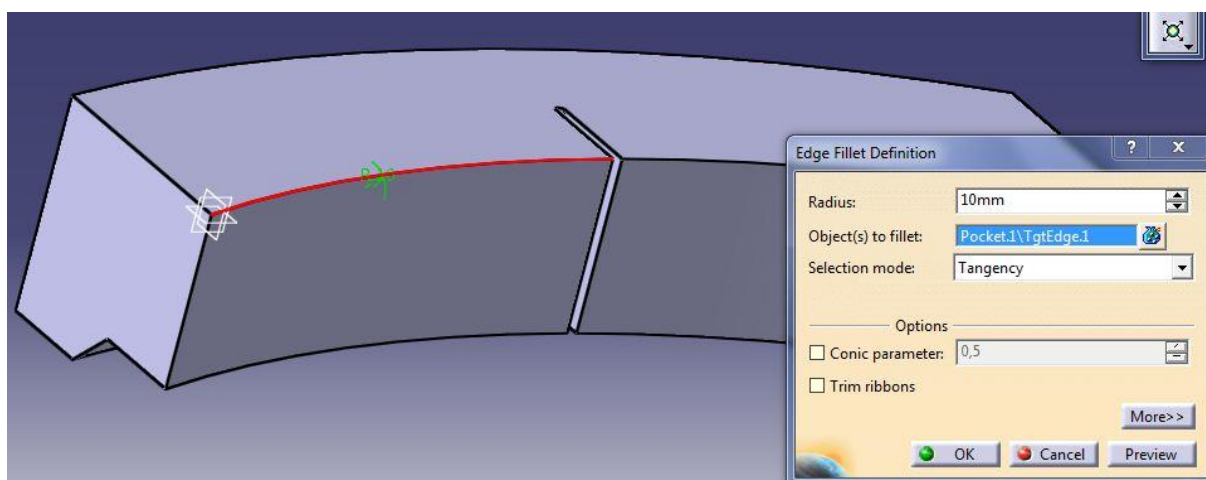 Edge Fillet Definition ? X
Radius: 10mm
Object(s) to fillet: Pocket.1\TgtEdge.1
Selection mode: Tangency
Options
Conic parameter: 0,5
Trim ribbons
More>>
OK Cancel Preview